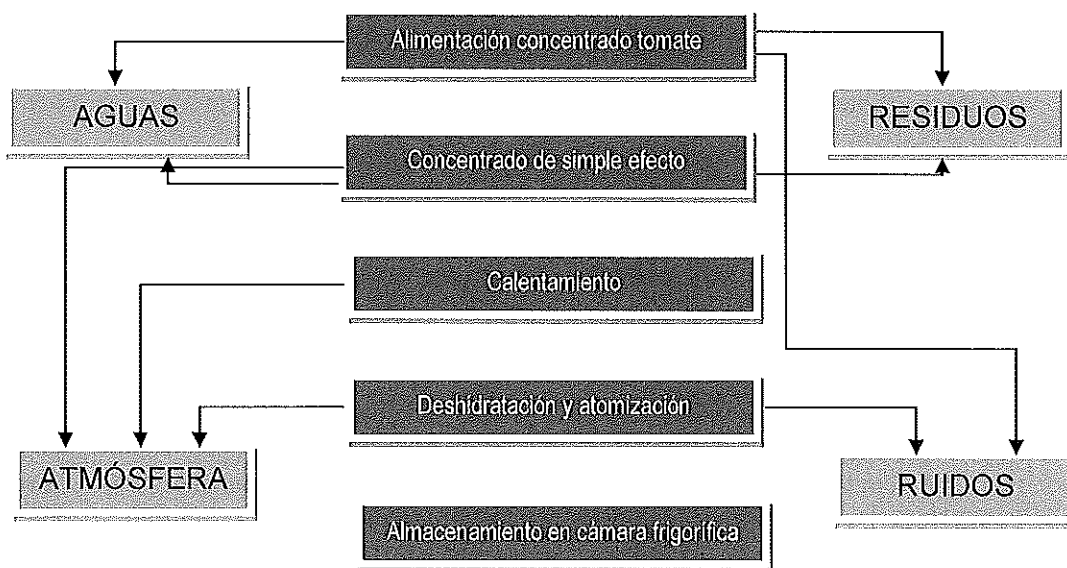 Alimentación concentrado tomate
AGUAS
RESIDUOS
Concentrado de simple efecto
Calentamiento
Deshidratación y atomización
ATMÓSFERA
RUIDOS
Almacenamiento en cámara frigorífica